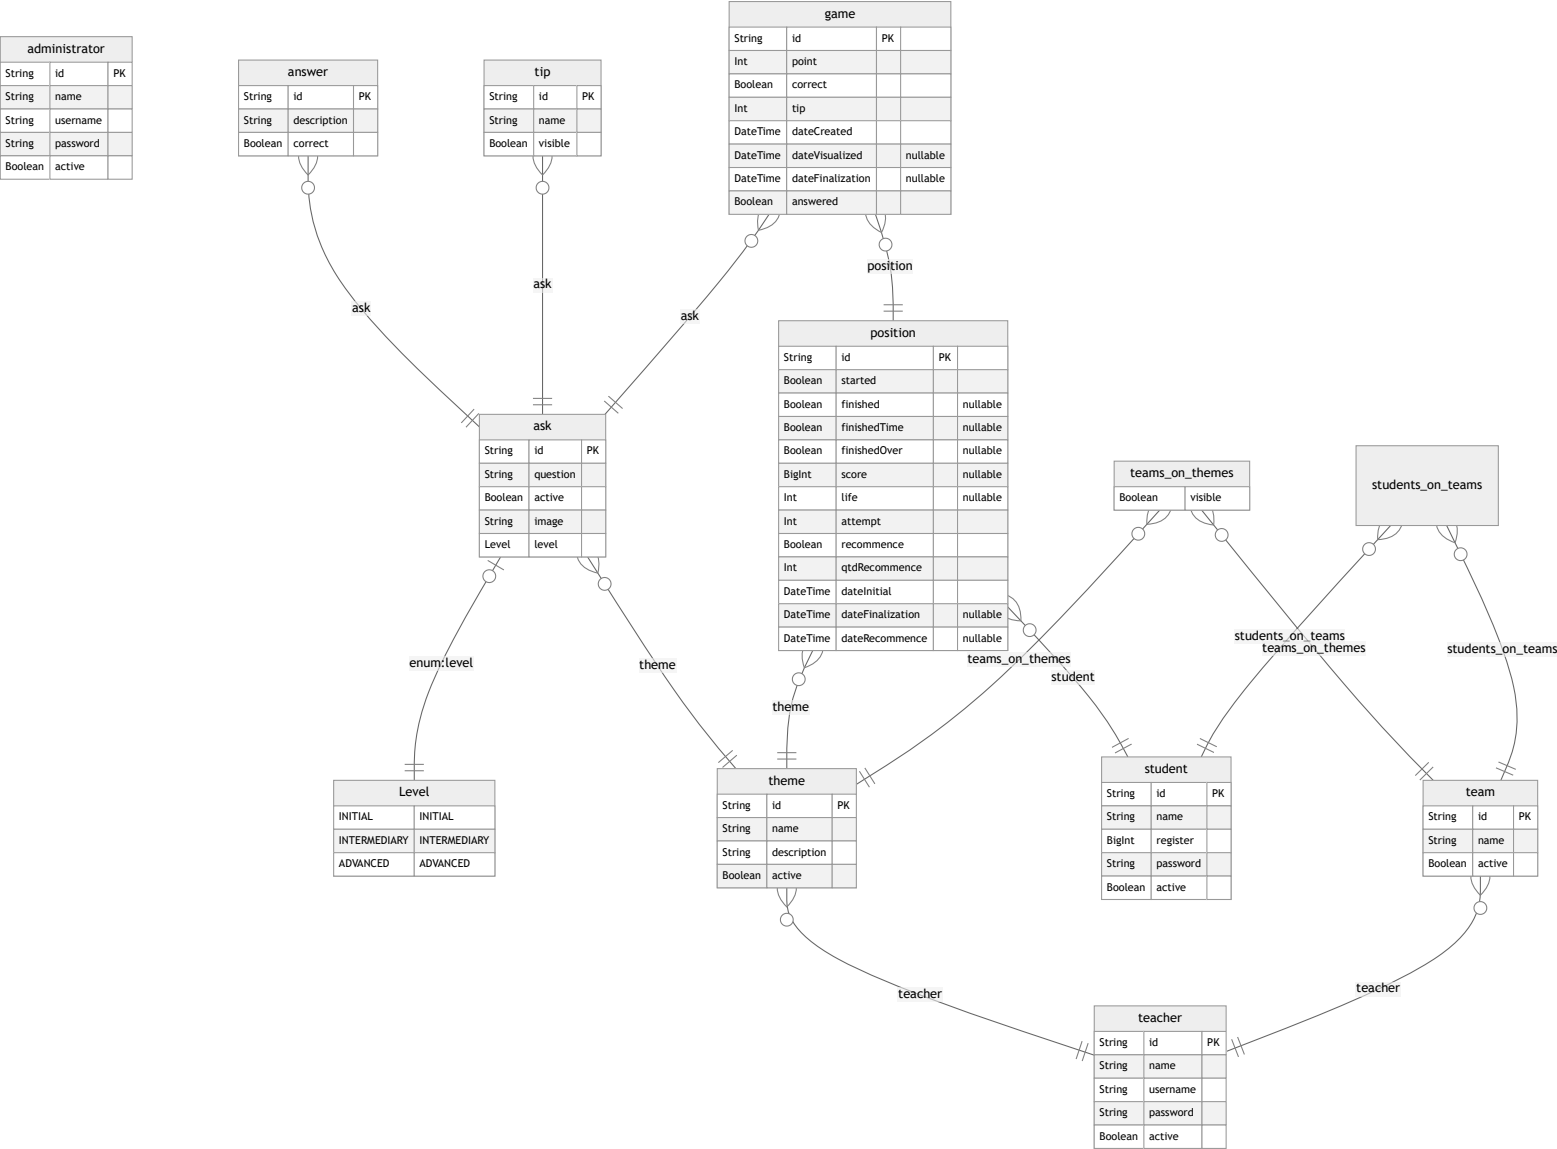 administrator
String id PK
String name
String username
String password
Boolean active
answer
String id PK
String description
Boolean correct
tip
String id PK
String name
Boolean visible
game
String id PK
Int point
Boolean correct
Int tip
DateTime dateCreated
DateTime dateVisualized nullable
DateTime dateFinalization nullable
Boolean answered
ask
ask
ask
position
position
String id PK
Boolean started
Boolean finished nullable
Boolean finishedTime nullable
Boolean finishedOver nullable
BigInt score nullable
Int life nullable
Int attempt
Boolean recommence
Int qtdRecommence
DateTime dateInitial
DateTime dateFinalization nullable
DateTime dateRecommence nullable
ask
String id PK
String question
Boolean active
String image
Level level
teams_on_themes
Boolean visible
students_on_teams
enum:level
theme
theme
teams_on_themes
student
students_on_teams
teams_on_themes
students_on_teams
Level
INITIAL INITIAL
INTERMEDIARY INTERMEDIARY
ADVANCED ADVANCED
theme
String id PK
String name
String description
Boolean active
student
String id PK
String name
BigInt register
String password
Boolean active
team
String id PK
String name
Boolean active
teacher
teacher
teacher
String id PK
String name
String username
String password
Boolean active